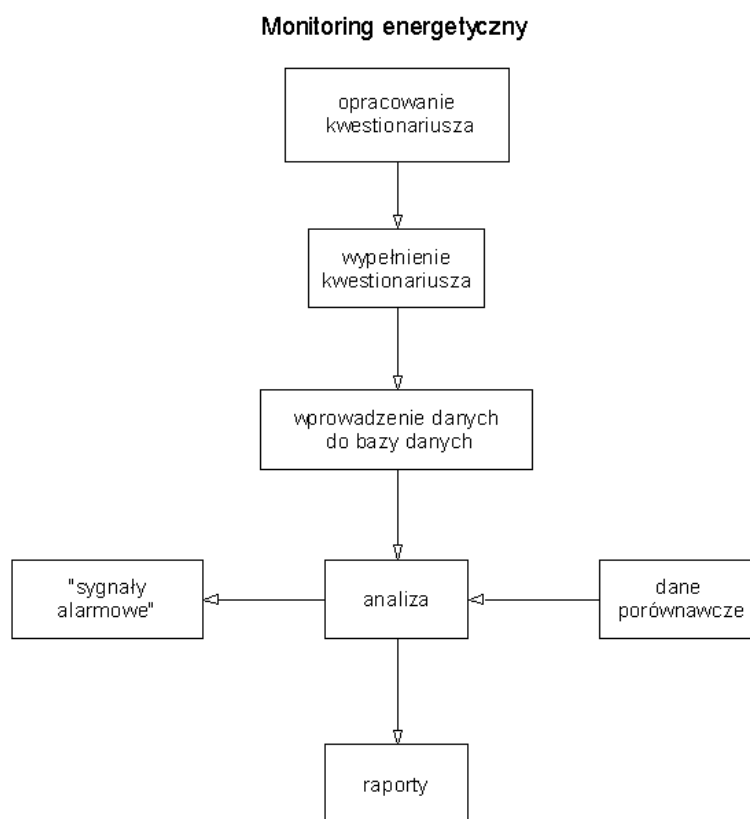 Monitoring energetyczny
opracowanie
kwestionariusza
wypełnienie
kwestionariusza
wprowadzenie danych
do bazy danych
"sygnały
alarmowe"
analiza
dane
porównawcze
raporty